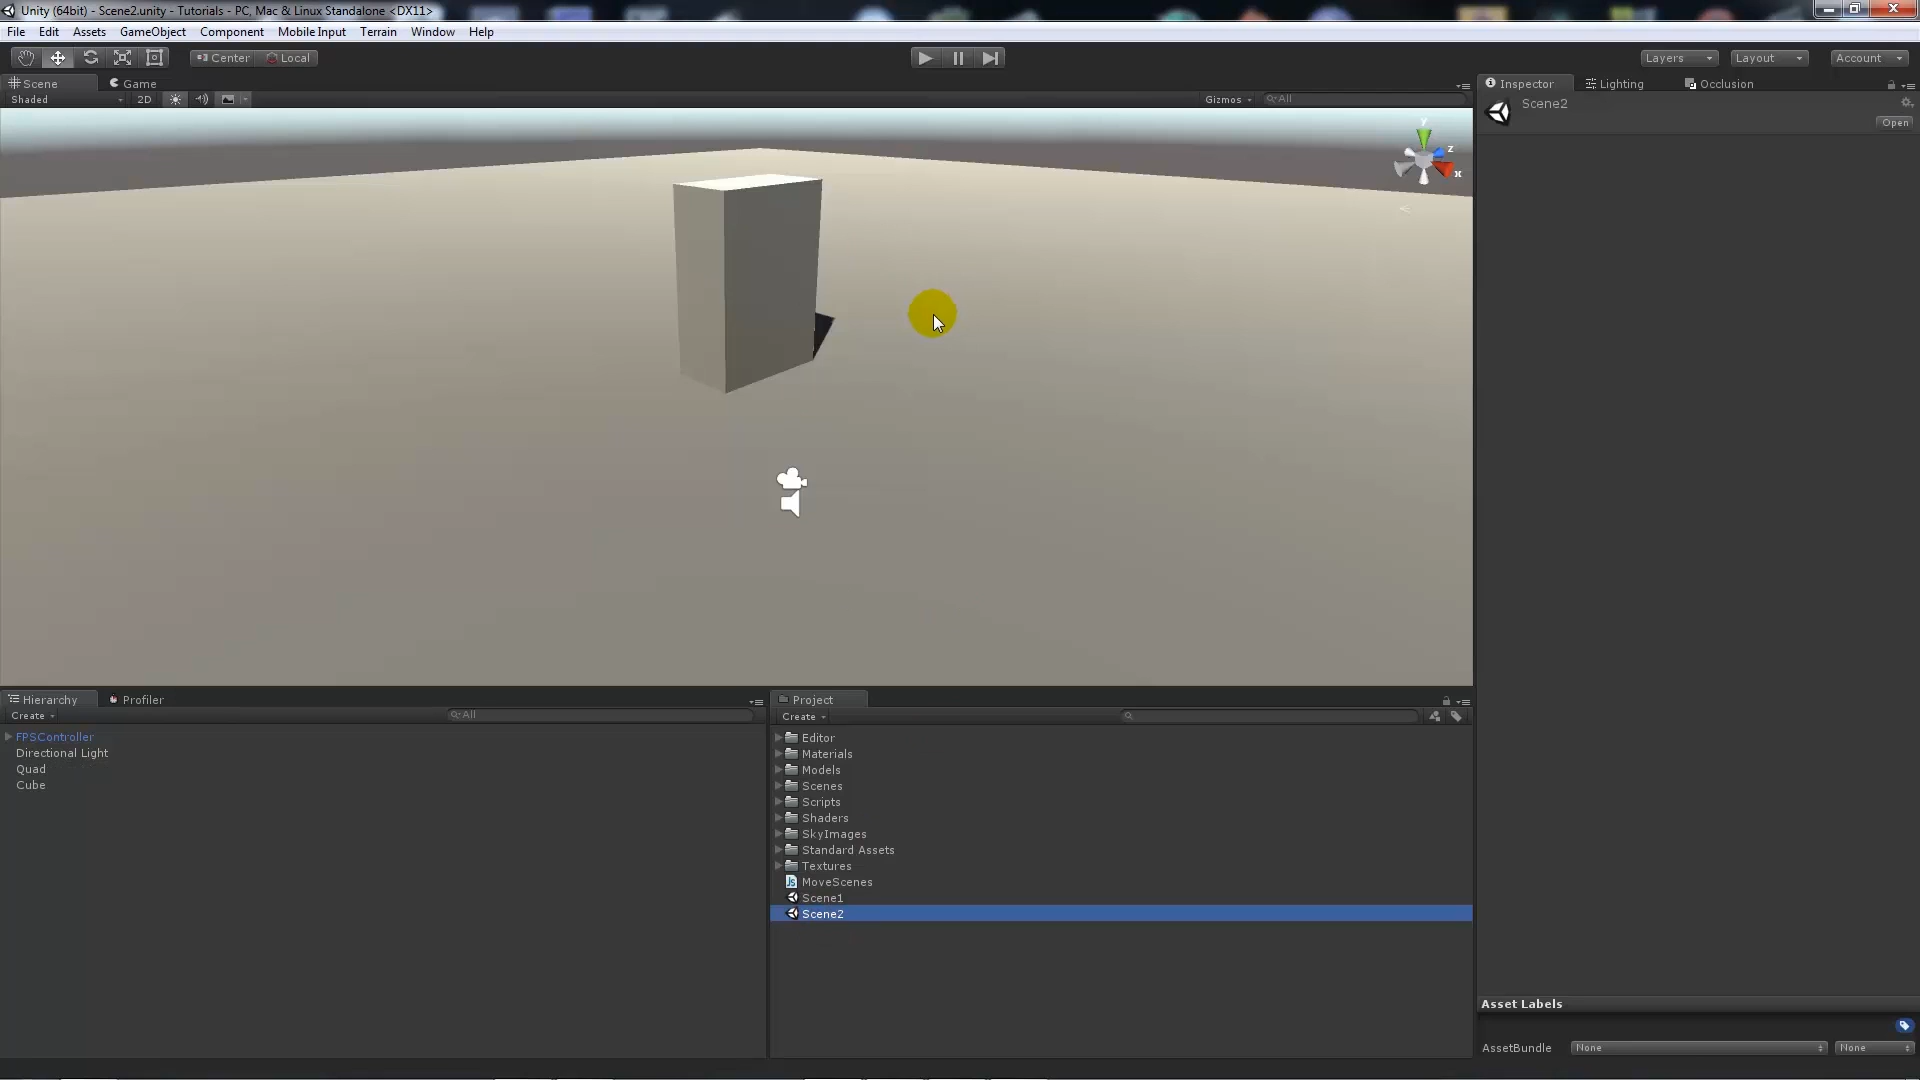 Unity (64bit) - Scene2.unity - Tutorials - PC, Mac & Linux Standalone <DX11>
File Edit Assets GameObject Component Mobile Input Terrain Window Help
Center Local Layers Layout Account
Scene Game
Shaded 2D Gizmos All
y
z
x
Inspector Lighting Occlusion
Scene2
Open
Hierarchy Profiler
Create All
FPSController
Directional Light
Quad
Cube
Project
Create
Editor
Materials
Models
Scenes
Scripts
Shaders
SkyImages
Standard Assets
Textures
Js MoveScenes
Scene1
Scene2
Asset Labels
AssetBundle None None